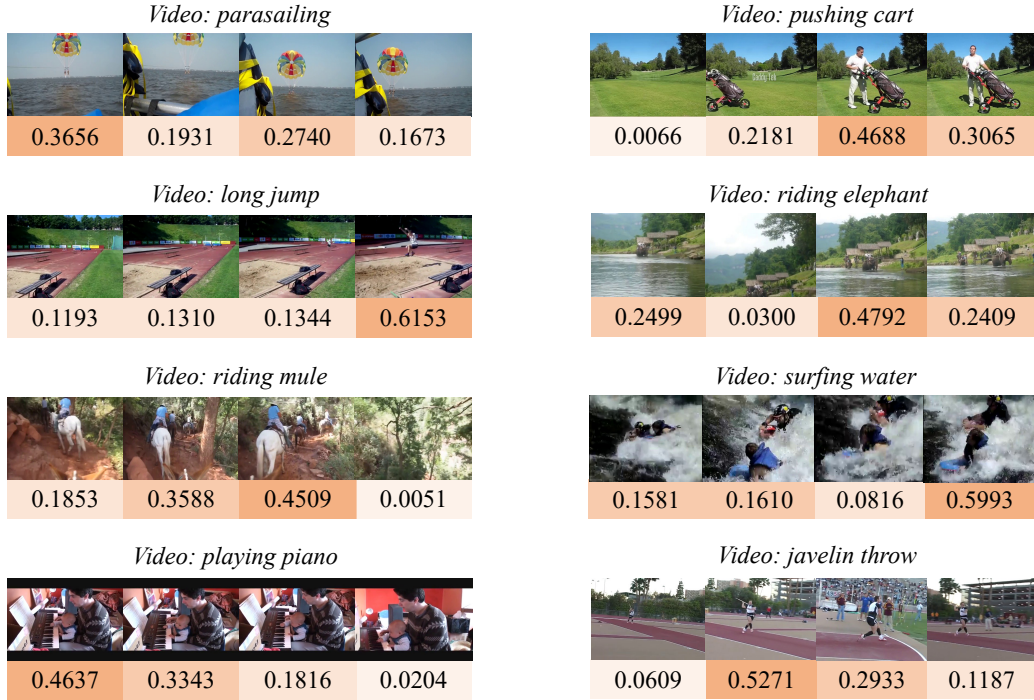 Video: parasailing
0.3656 0.1931 0.2740 0.1673
Video: pushing cart
Caddy Trek
0.0066 0.2181 0.4688 0.3065
Video: long jump
0.1193 0.1310 0.1344 0.6153
Video: riding elephant
0.2499 0.0300 0.4792 0.2409
Video: riding mule
0.1853 0.3588 0.4509 0.0051
Video: surfing water
0.1581 0.1610 0.0816 0.5993
Video: playing piano
0.4637 0.3343 0.1816 0.0204
Video: javelin throw
0.0609 0.5271 0.2933 0.1187